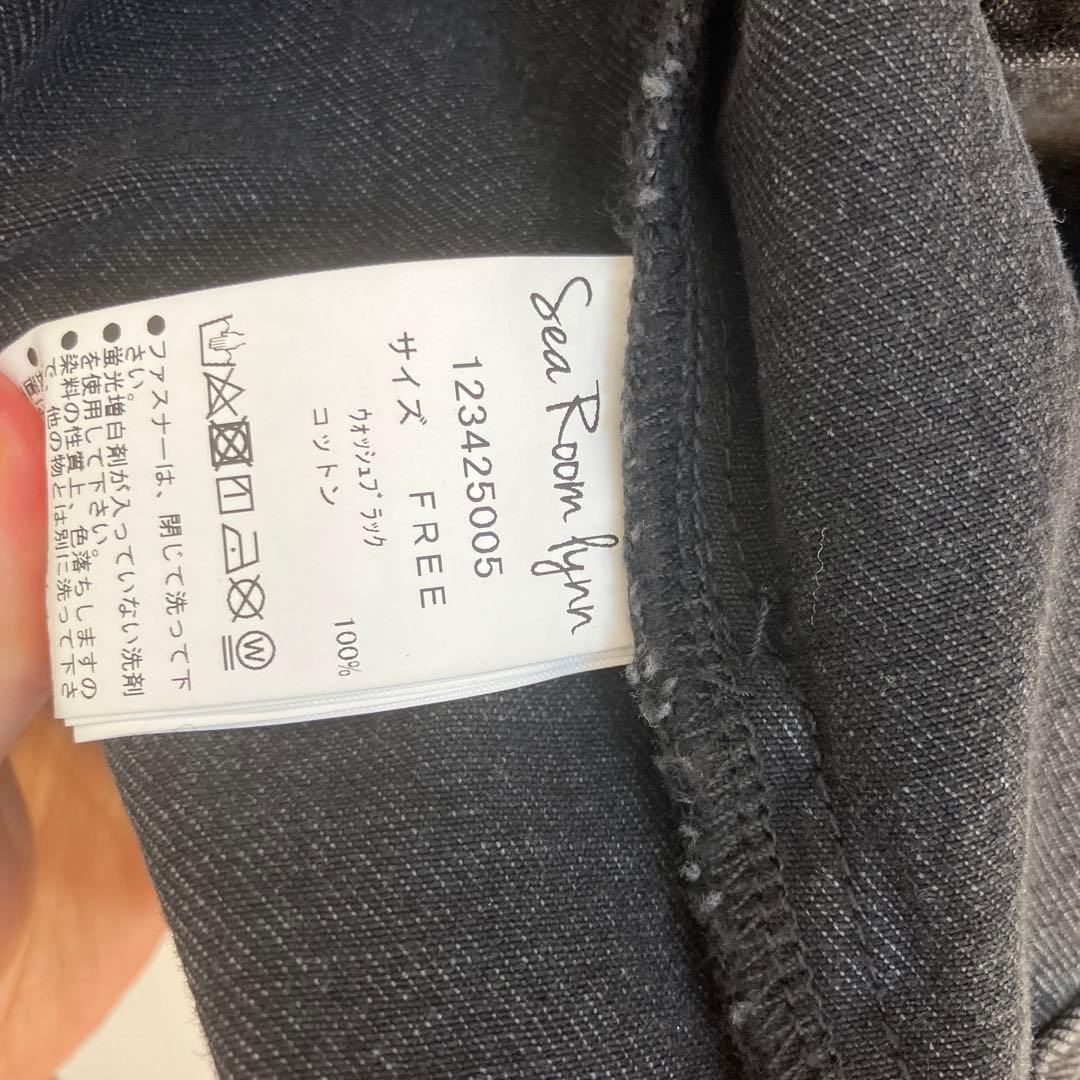 Sea Room lynn
123425005
サイズ FREE
ウォッシュブラック
コットン 100%
W
●ファスナーは、閉じて洗って下
さい。
●蛍光増白剤が入っていない洗剤
を使用して下さい。
●染料の性質上、色落ちしますの
で 他の物とは別に洗って下さ